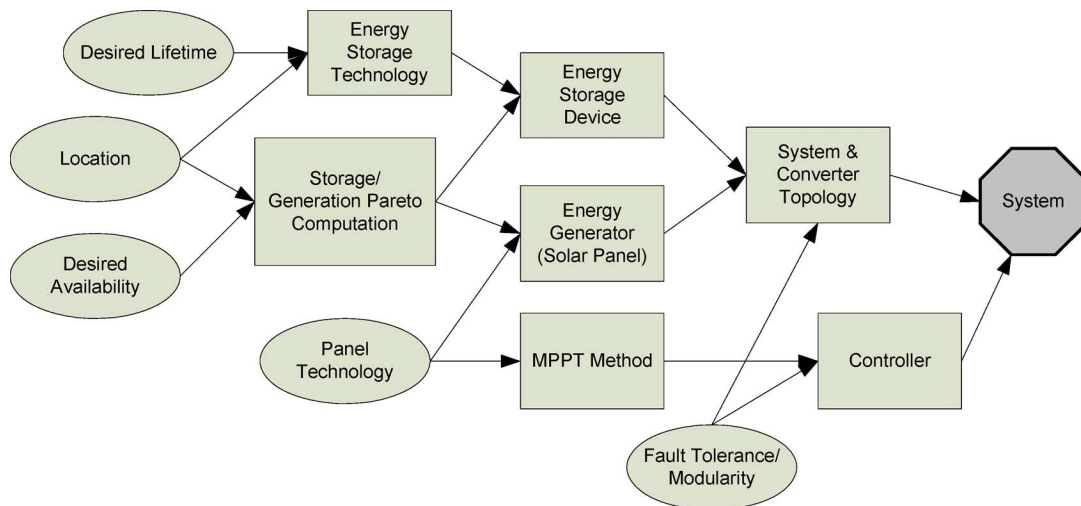 Desired Lifetime
Energy
Storage
Technology
Energy
Storage
Device
Location
Storage/
Generation Pareto
Computation
System &
Converter
Topology
System
Desired
Availability
Energy
Generator
(Solar Panel)
Panel
Technology
MPPT Method
Controller
Fault Tolerance/
Modularity